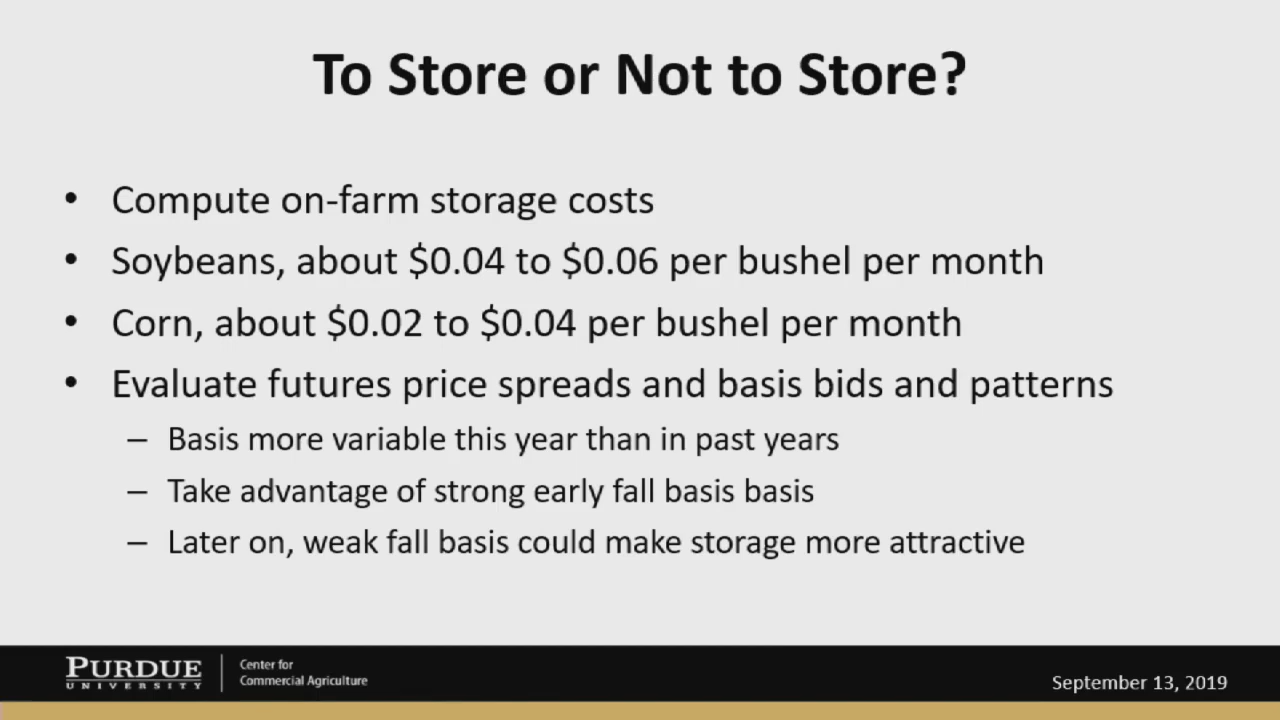 To Store or Not to Store?
• Compute on-farm storage costs
• Soybeans, about $0.04 to $0.06 per bushel per month
• Corn, about $0.02 to $0.04 per bushel per month
• Evaluate futures price spreads and basis bids and patterns
– Basis more variable this year than in past years
– Take advantage of strong early fall basis basis
– Later on, weak fall basis could make storage more attractive
PURDUE
UNIVERSITY
Center for
Commercial Agriculture
September 13, 2019